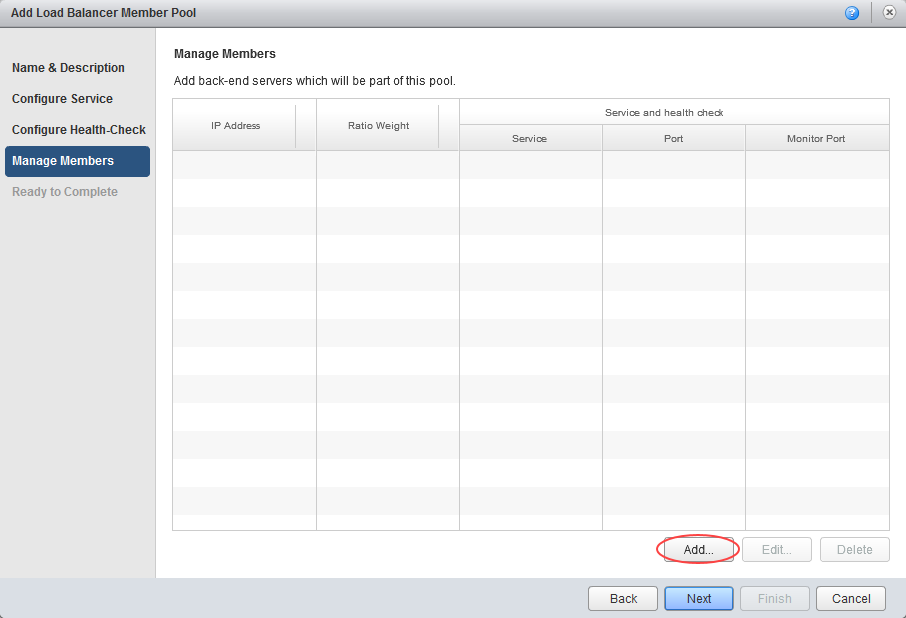 Add Load Balancer Member Pool
?
Name & Description
Configure Service
Configure Health-Check
Manage Members
Ready to Complete
Manage Members
Add back-end servers which will be part of this pool.
IP Address
Ratio Weight
Service and health check
Service
Port
Monitor Port
Add...
Edit...
Delete
Back
Next
Finish
Cancel